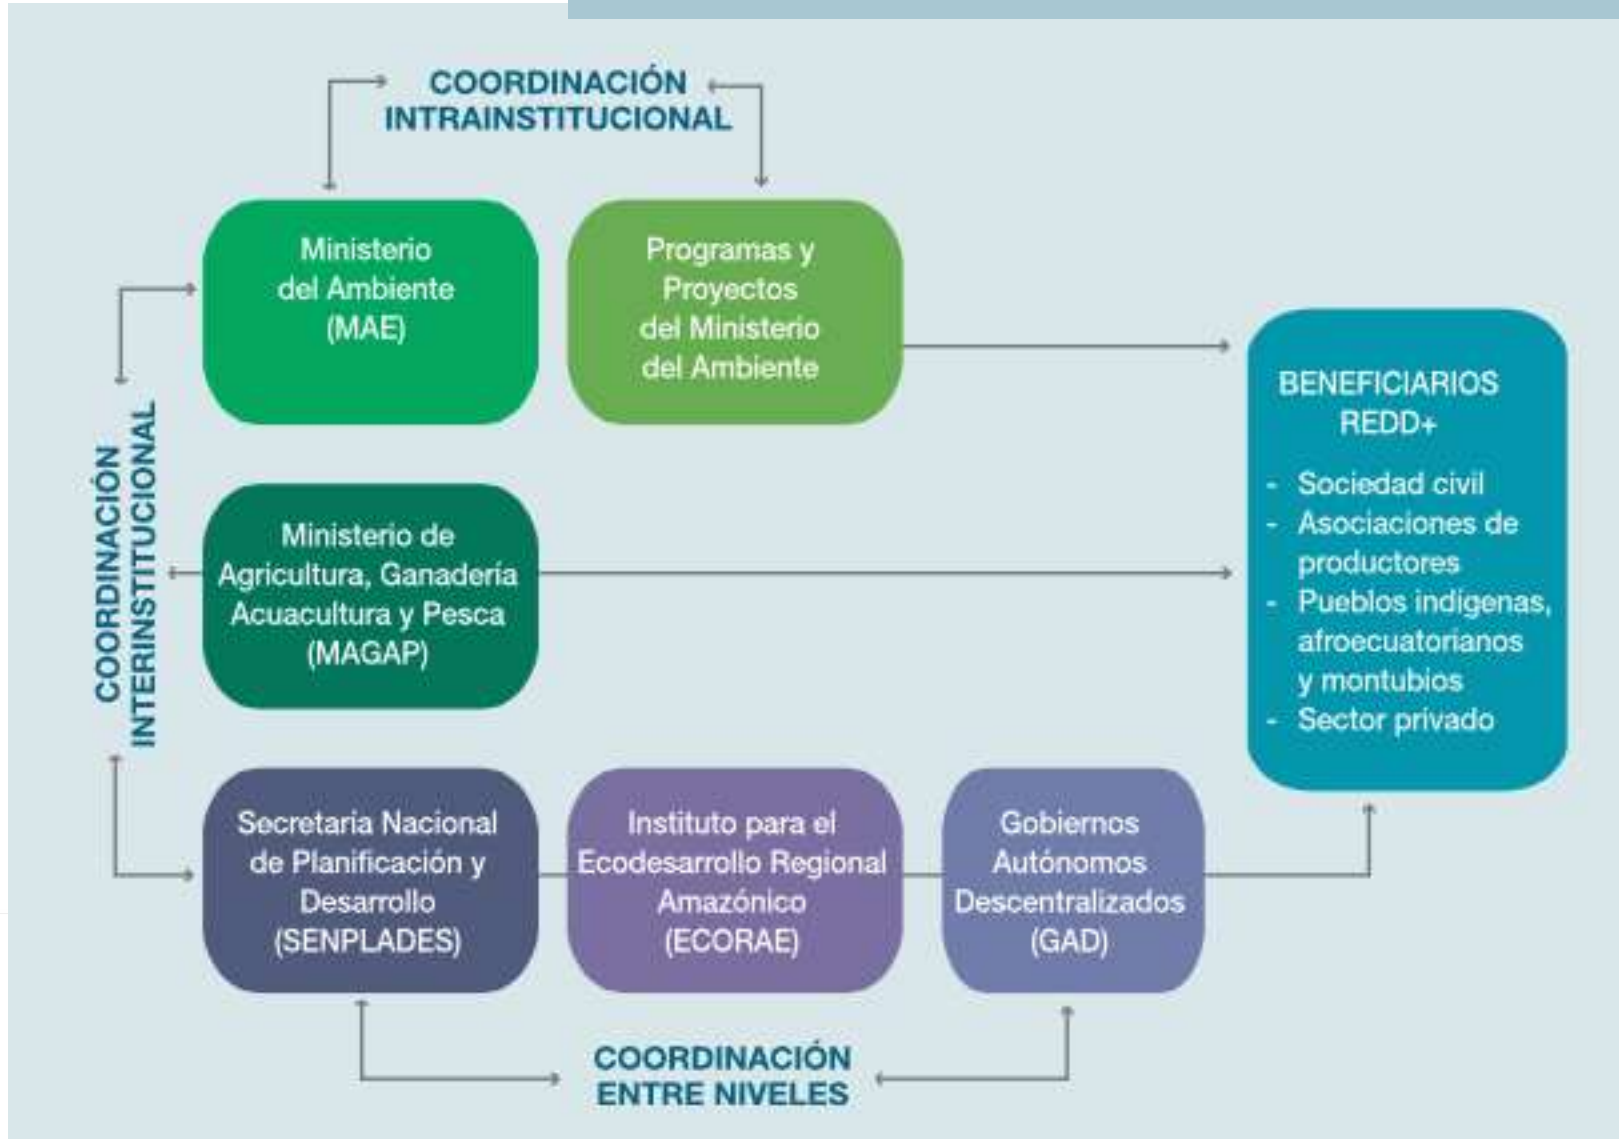 COORDINACIÓN
INTRAINSTITUCIONAL
Ministerio
del Ambiente
(MAE)
Programas y
Proyectos
del Ministerio
del Ambiente
COORDINACIÓN
INTERINSTITUCIONAL
Ministerio de
Agricultura, Ganadería
Acuacultura y Pesca
(MAGAP)
BENEFICIARIOS
REDD+
- Sociedad civil
- Asociaciones de
productores
- Pueblos indígenas,
afroecuatorianos
y montubios
- Sector privado
Secretaría Nacional
de Planificación y
Desarrollo
(SENPLADES)
Instituto para el
Ecodesarrollo Regional
Amazónico
(ECORAE)
Gobiernos
Autónomos
Descentralizados
(GAD)
COORDINACIÓN
ENTRE NIVELES